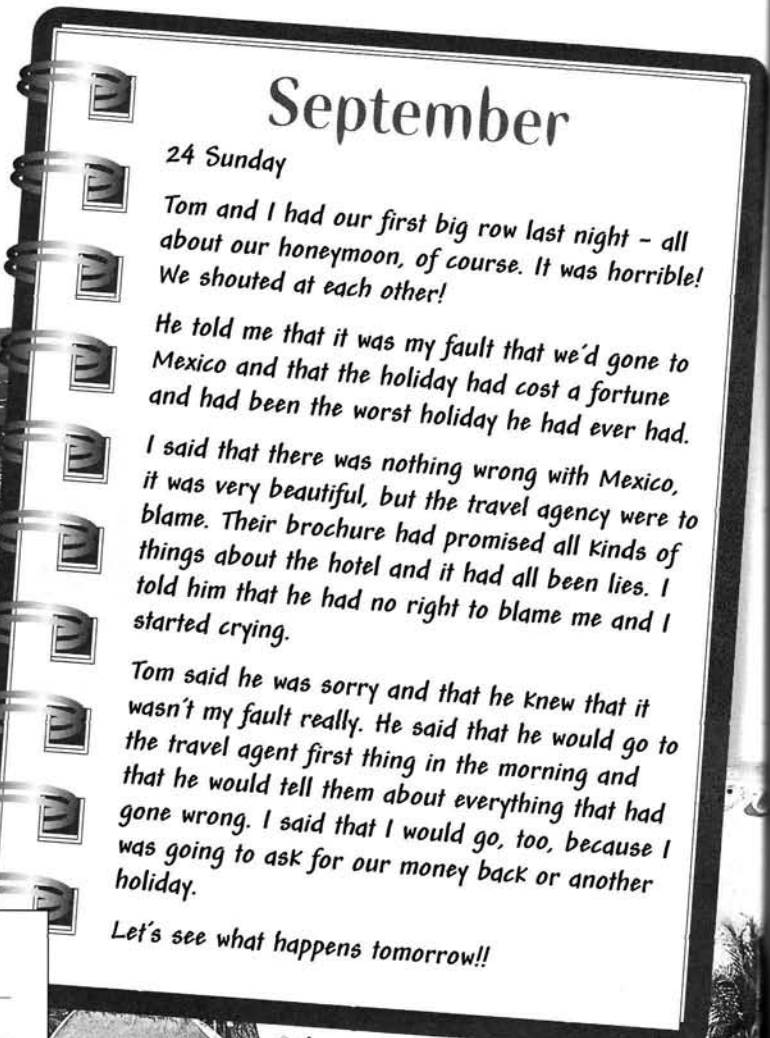 September
24 Sunday
Tom and I had our first big row last night – all
about our honeymoon, of course. It was horrible!
We shouted at each other!
He told me that it was my fault that we'd gone to
Mexico and that the holiday had cost a fortune
and had been the worst holiday he had ever had.
I said that there was nothing wrong with Mexico,
it was very beautiful, but the travel agency were to
blame. Their brochure had promised all kinds of
things about the hotel and it had all been lies. I
told him that he had no right to blame me and I
started crying.
Tom said he was sorry and that he knew that it
wasn't my fault really. He said that he would go to
the travel agent first thing in the morning and
that he would tell them about everything that had
gone wrong. I said that I would go, too, because I
was going to ask for our money back or another
holiday.
Let's see what happens tomorrow!!